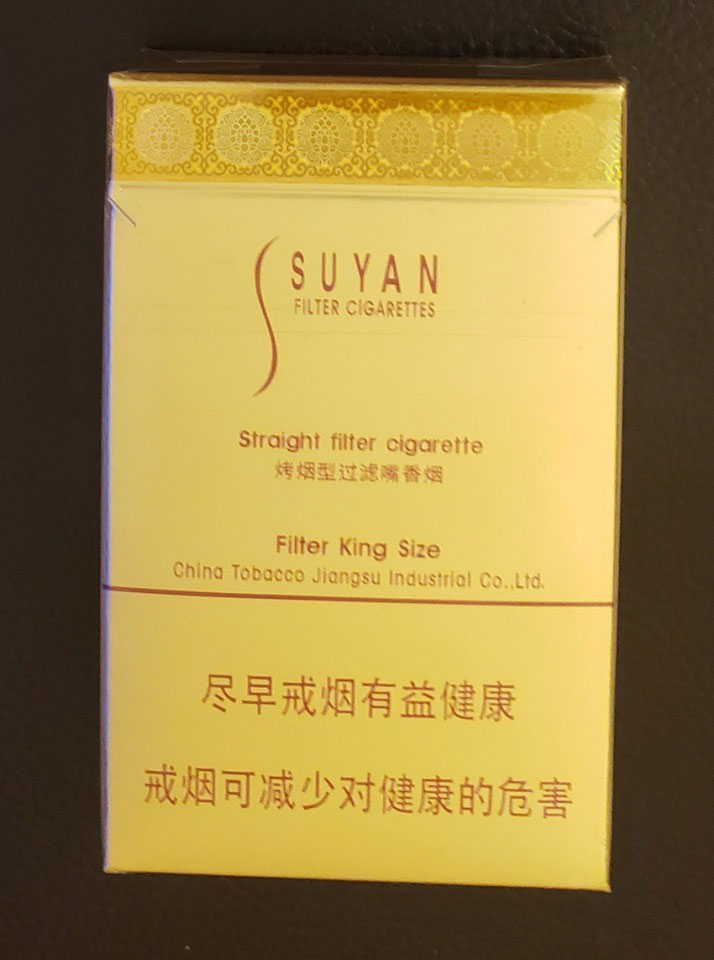 SUYAN
FILTER CIGARETTES
Straight filter cigarette
烤烟型过滤嘴香烟
Filter King Size
China Tobacco Jiangsu Industrial Co.,Ltd.
尽早戒烟有益健康
戒烟可减少对健康的危害